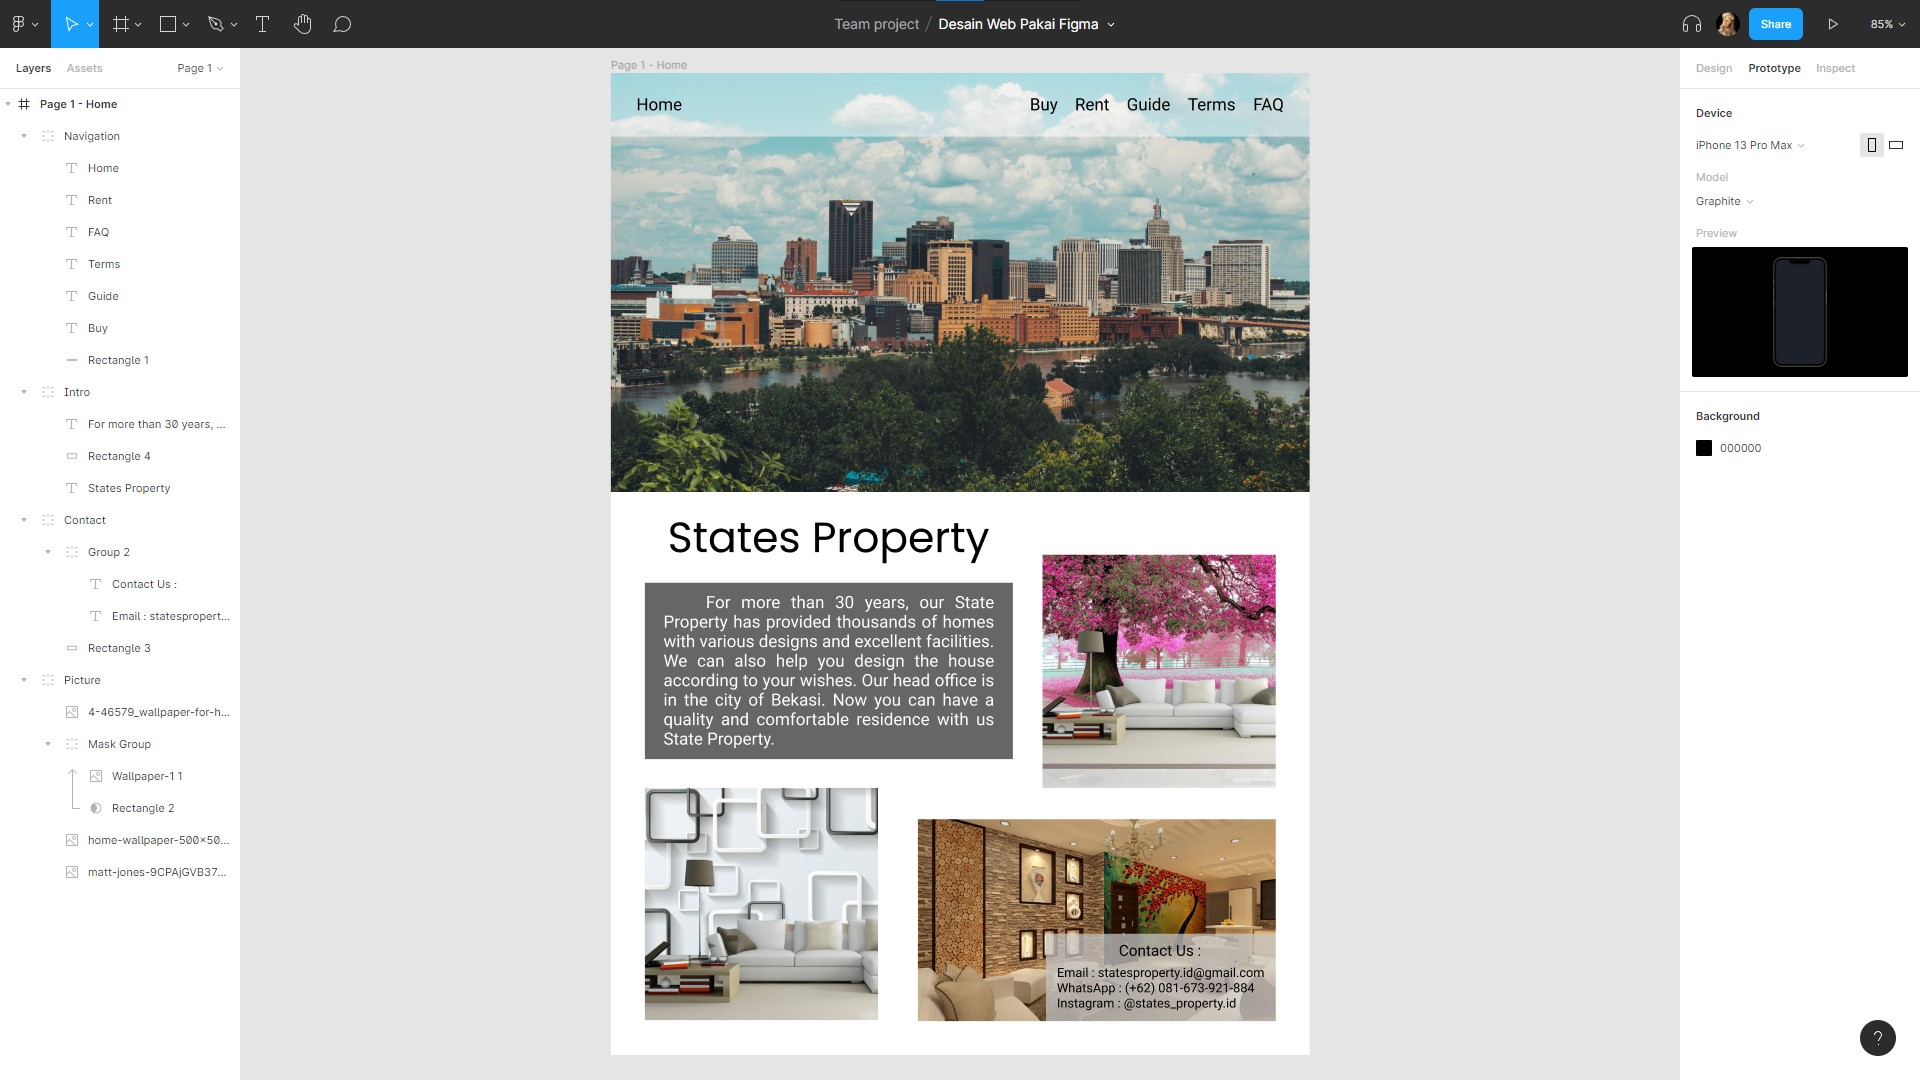 Team project / Desain Web Pakai Figma
Share
85%
Layers
Assets
Page 1
Page 1 - Home
Navigation
Home
Rent
FAQ
Terms
Guide
Buy
Rectangle 1
Intro
For more than 30 years, ...
Rectangle 4
States Property
Contact
Group 2
Contact Us :
Email : statespropert...
Rectangle 3
Picture
4-46579_wallpaper-for-h...
Mask Group
Wallpaper-1 1
Rectangle 2
home-wallpaper-500x50...
matt-jones-9CPAjGVB37...
Page 1 - Home
Home
Buy
Rent
Guide
Terms
FAQ
States Property
For more than 30 years, our State
Property has provided thousands of homes
with various designs and excellent facilities.
We can also help you design the house
according to your wishes. Our head office is
in the city of Bekasi. Now you can have a
quality and comfortable residence with us
State Property.
Contact Us :
Email : statesproperty.id@gmail.com
WhatsApp : (+62) 081-673-921-884
Instagram : @states_property.id
Design
Prototype
Inspect
Device
iPhone 13 Pro Max
Model
Graphite
Preview
Background
000000
?